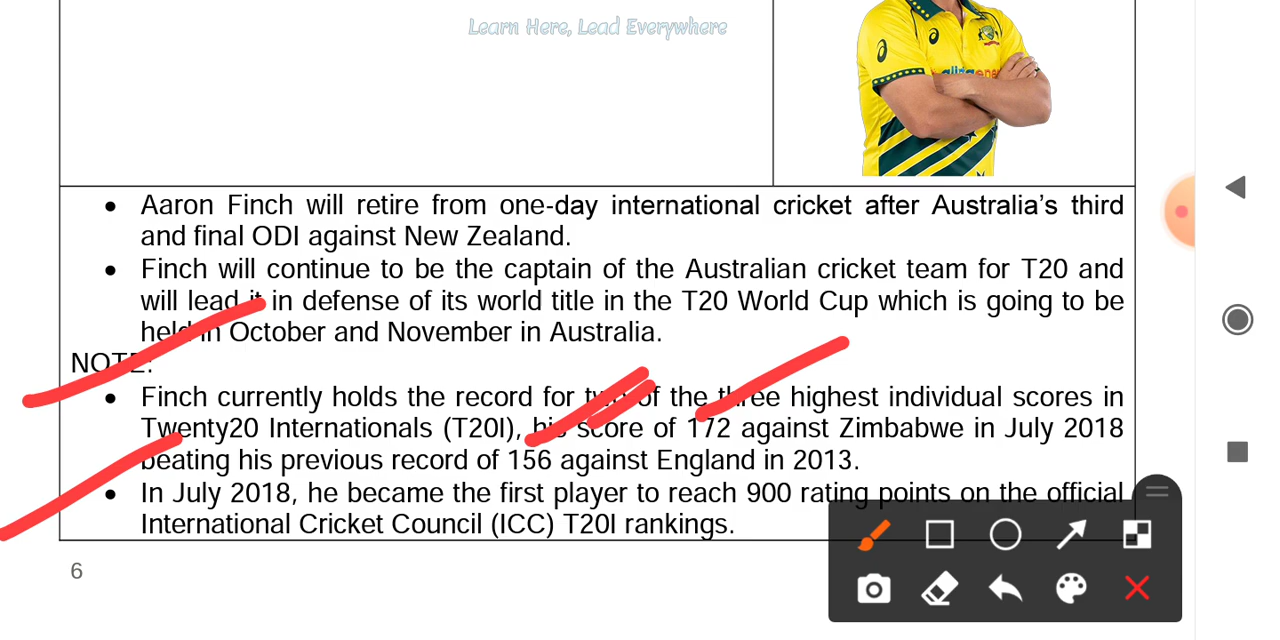 Learn Here, Lead Everywhere
• Aaron Finch will retire from one-day international cricket after Australia’s third
and final ODI against New Zealand.
• Finch will continue to be the captain of the Australian cricket team for T20 and
will lead it in defense of its world title in the T20 World Cup which is going to be
held in October and November in Australia.
NOTE:
• Finch currently holds the record for two of the three highest individual scores in
Twenty20 Internationals (T20I), his score of 172 against Zimbabwe in July 2018
beating his previous record of 156 against England in 2013.
• In July 2018, he became the first player to reach 900 rating points on the official
International Cricket Council (ICC) T20I rankings.
6